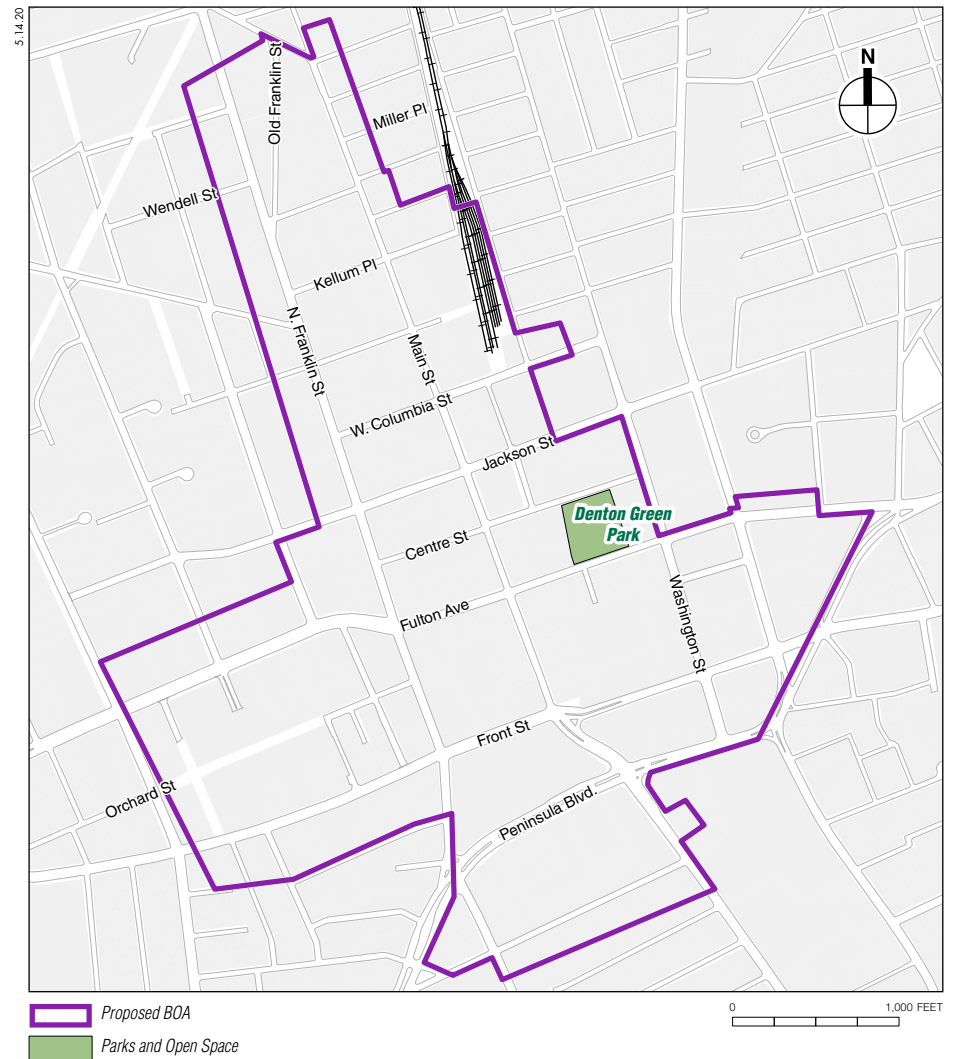 5.14.20
Old Franklin St
N
Miller Pl
Wendell St
Kellum Pl
N. Franklin St
Main St
W. Columbia St
Jackson St
Denton Green
Park
Centre St
Fulton Ave
Washington St
Front St
Orchard St
Peninsula Blvd.
Proposed BOA
0 1,000 FEET
Parks and Open Space